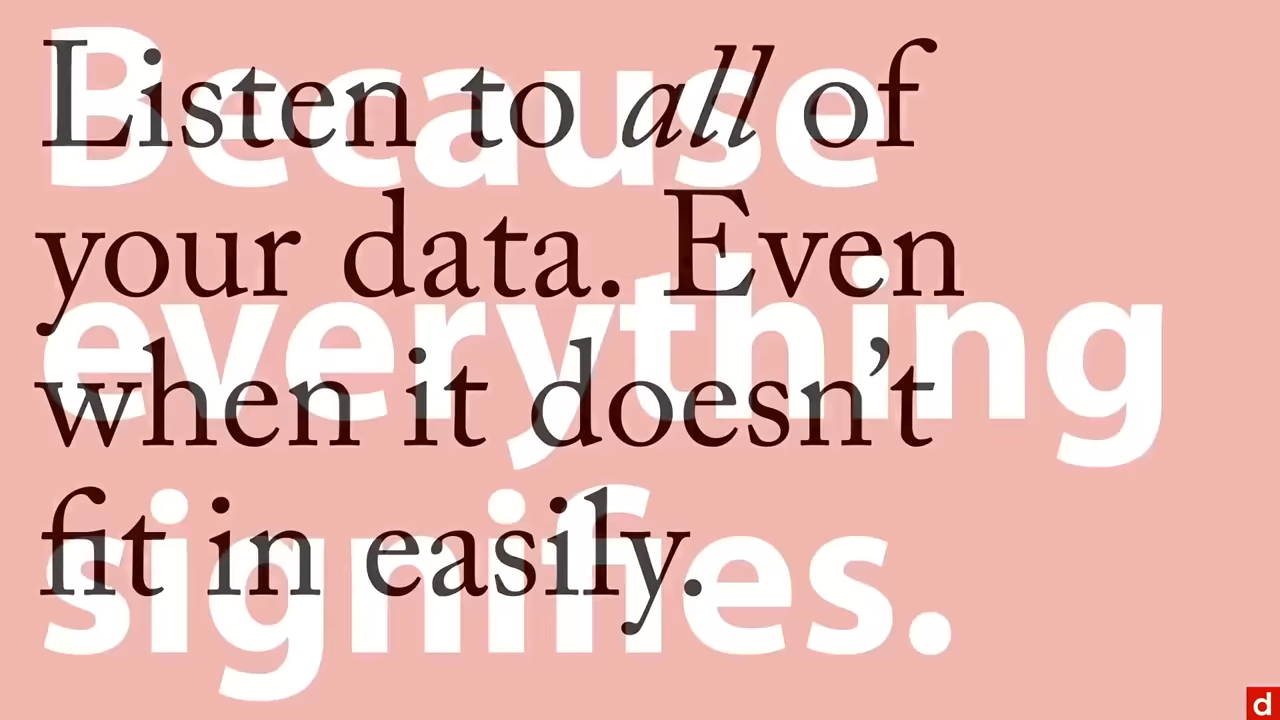 Listen to all of
your data. Even
when it doesn’t
fit in easily.
Because
everything
signifies.
d